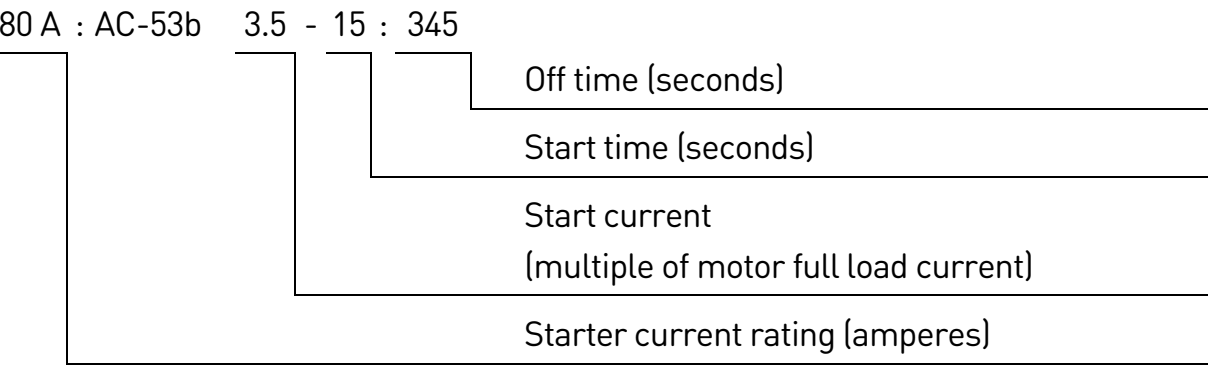 80 A : AC-53b 3.5 - 15 : 345
Off time (seconds)
Start time (seconds)
Start current
(multiple of motor full load current)
Starter current rating (amperes)